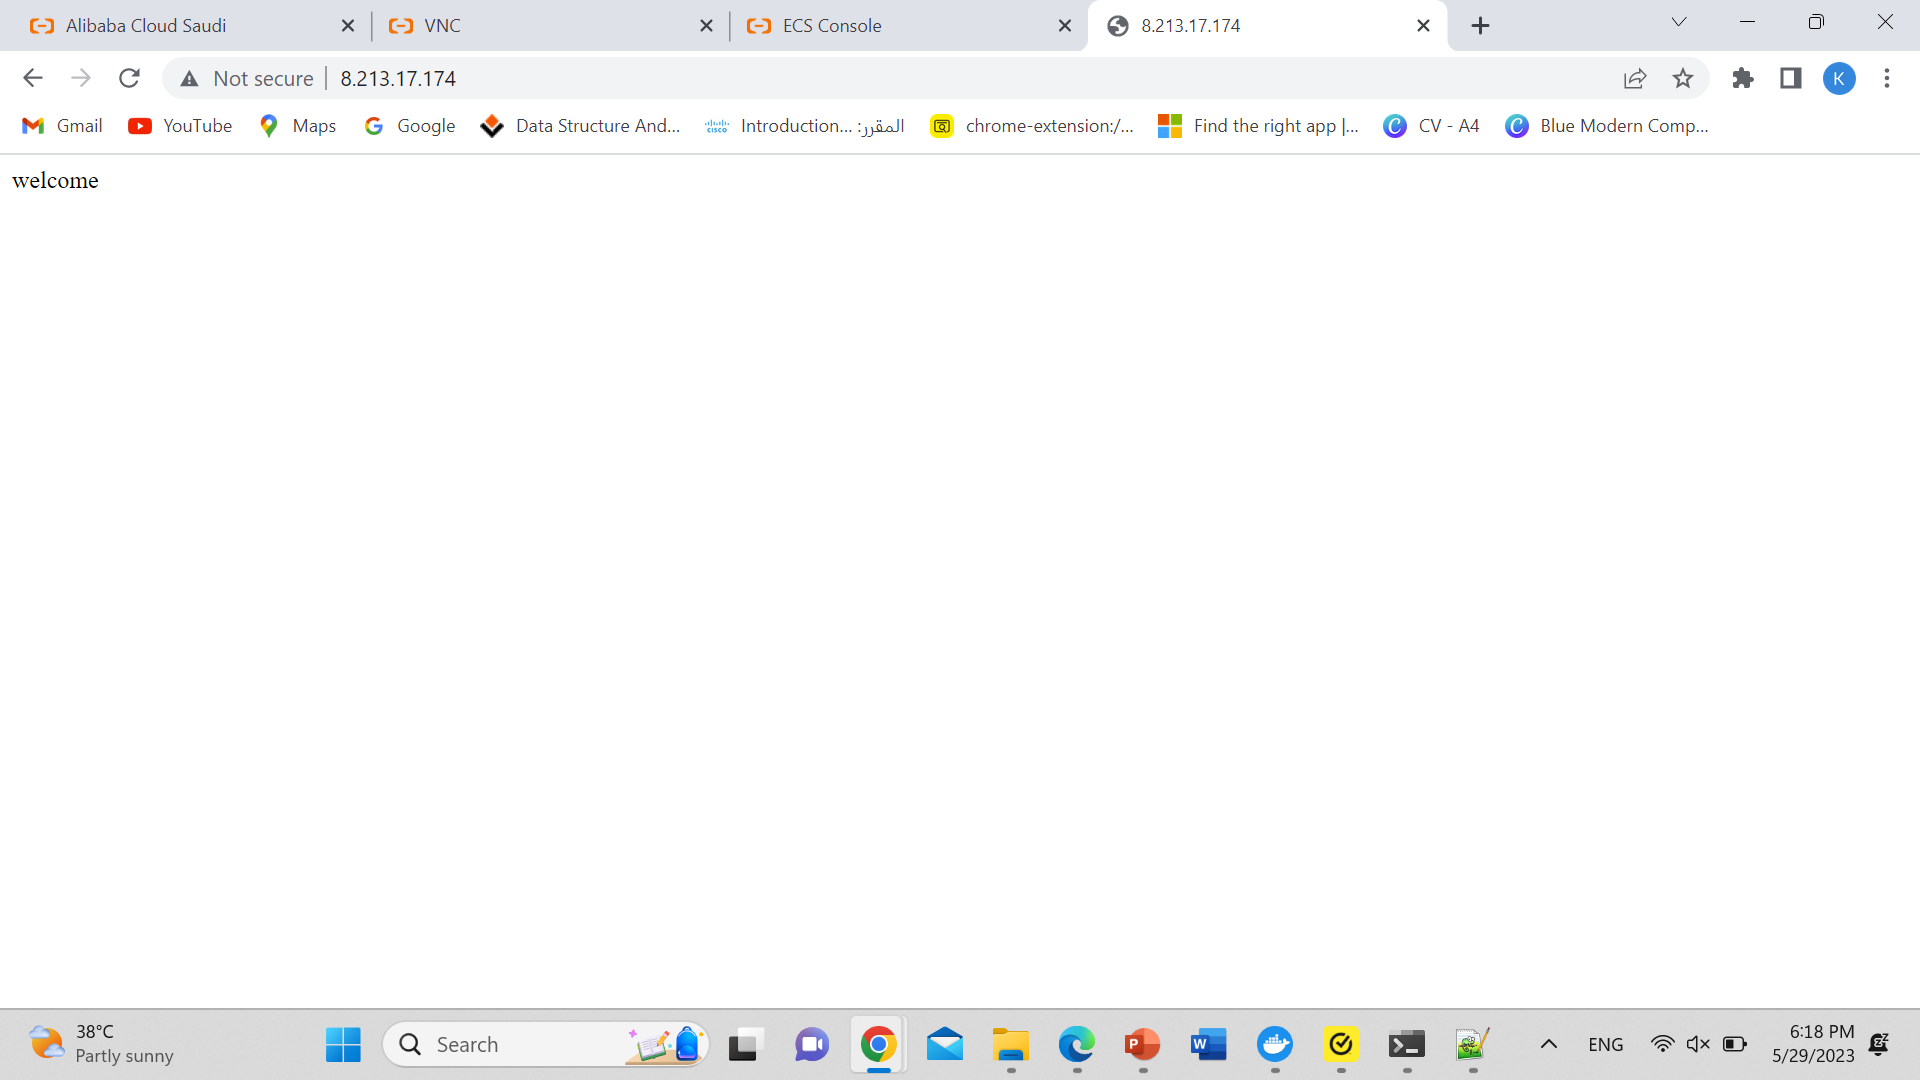 Alibaba Cloud Saudi
VNC
ECS Console
8.213.17.174
Not secure
8.213.17.174
K
Gmail
YouTube
Maps
Google
Data Structure And...
cisco
Introduction... :المقرر
chrome-extension:/...
Find the right app |...
CV - A4
Blue Modern Comp...
welcome
38°C
Partly sunny
Search
ENG
6:18 PM
5/29/2023